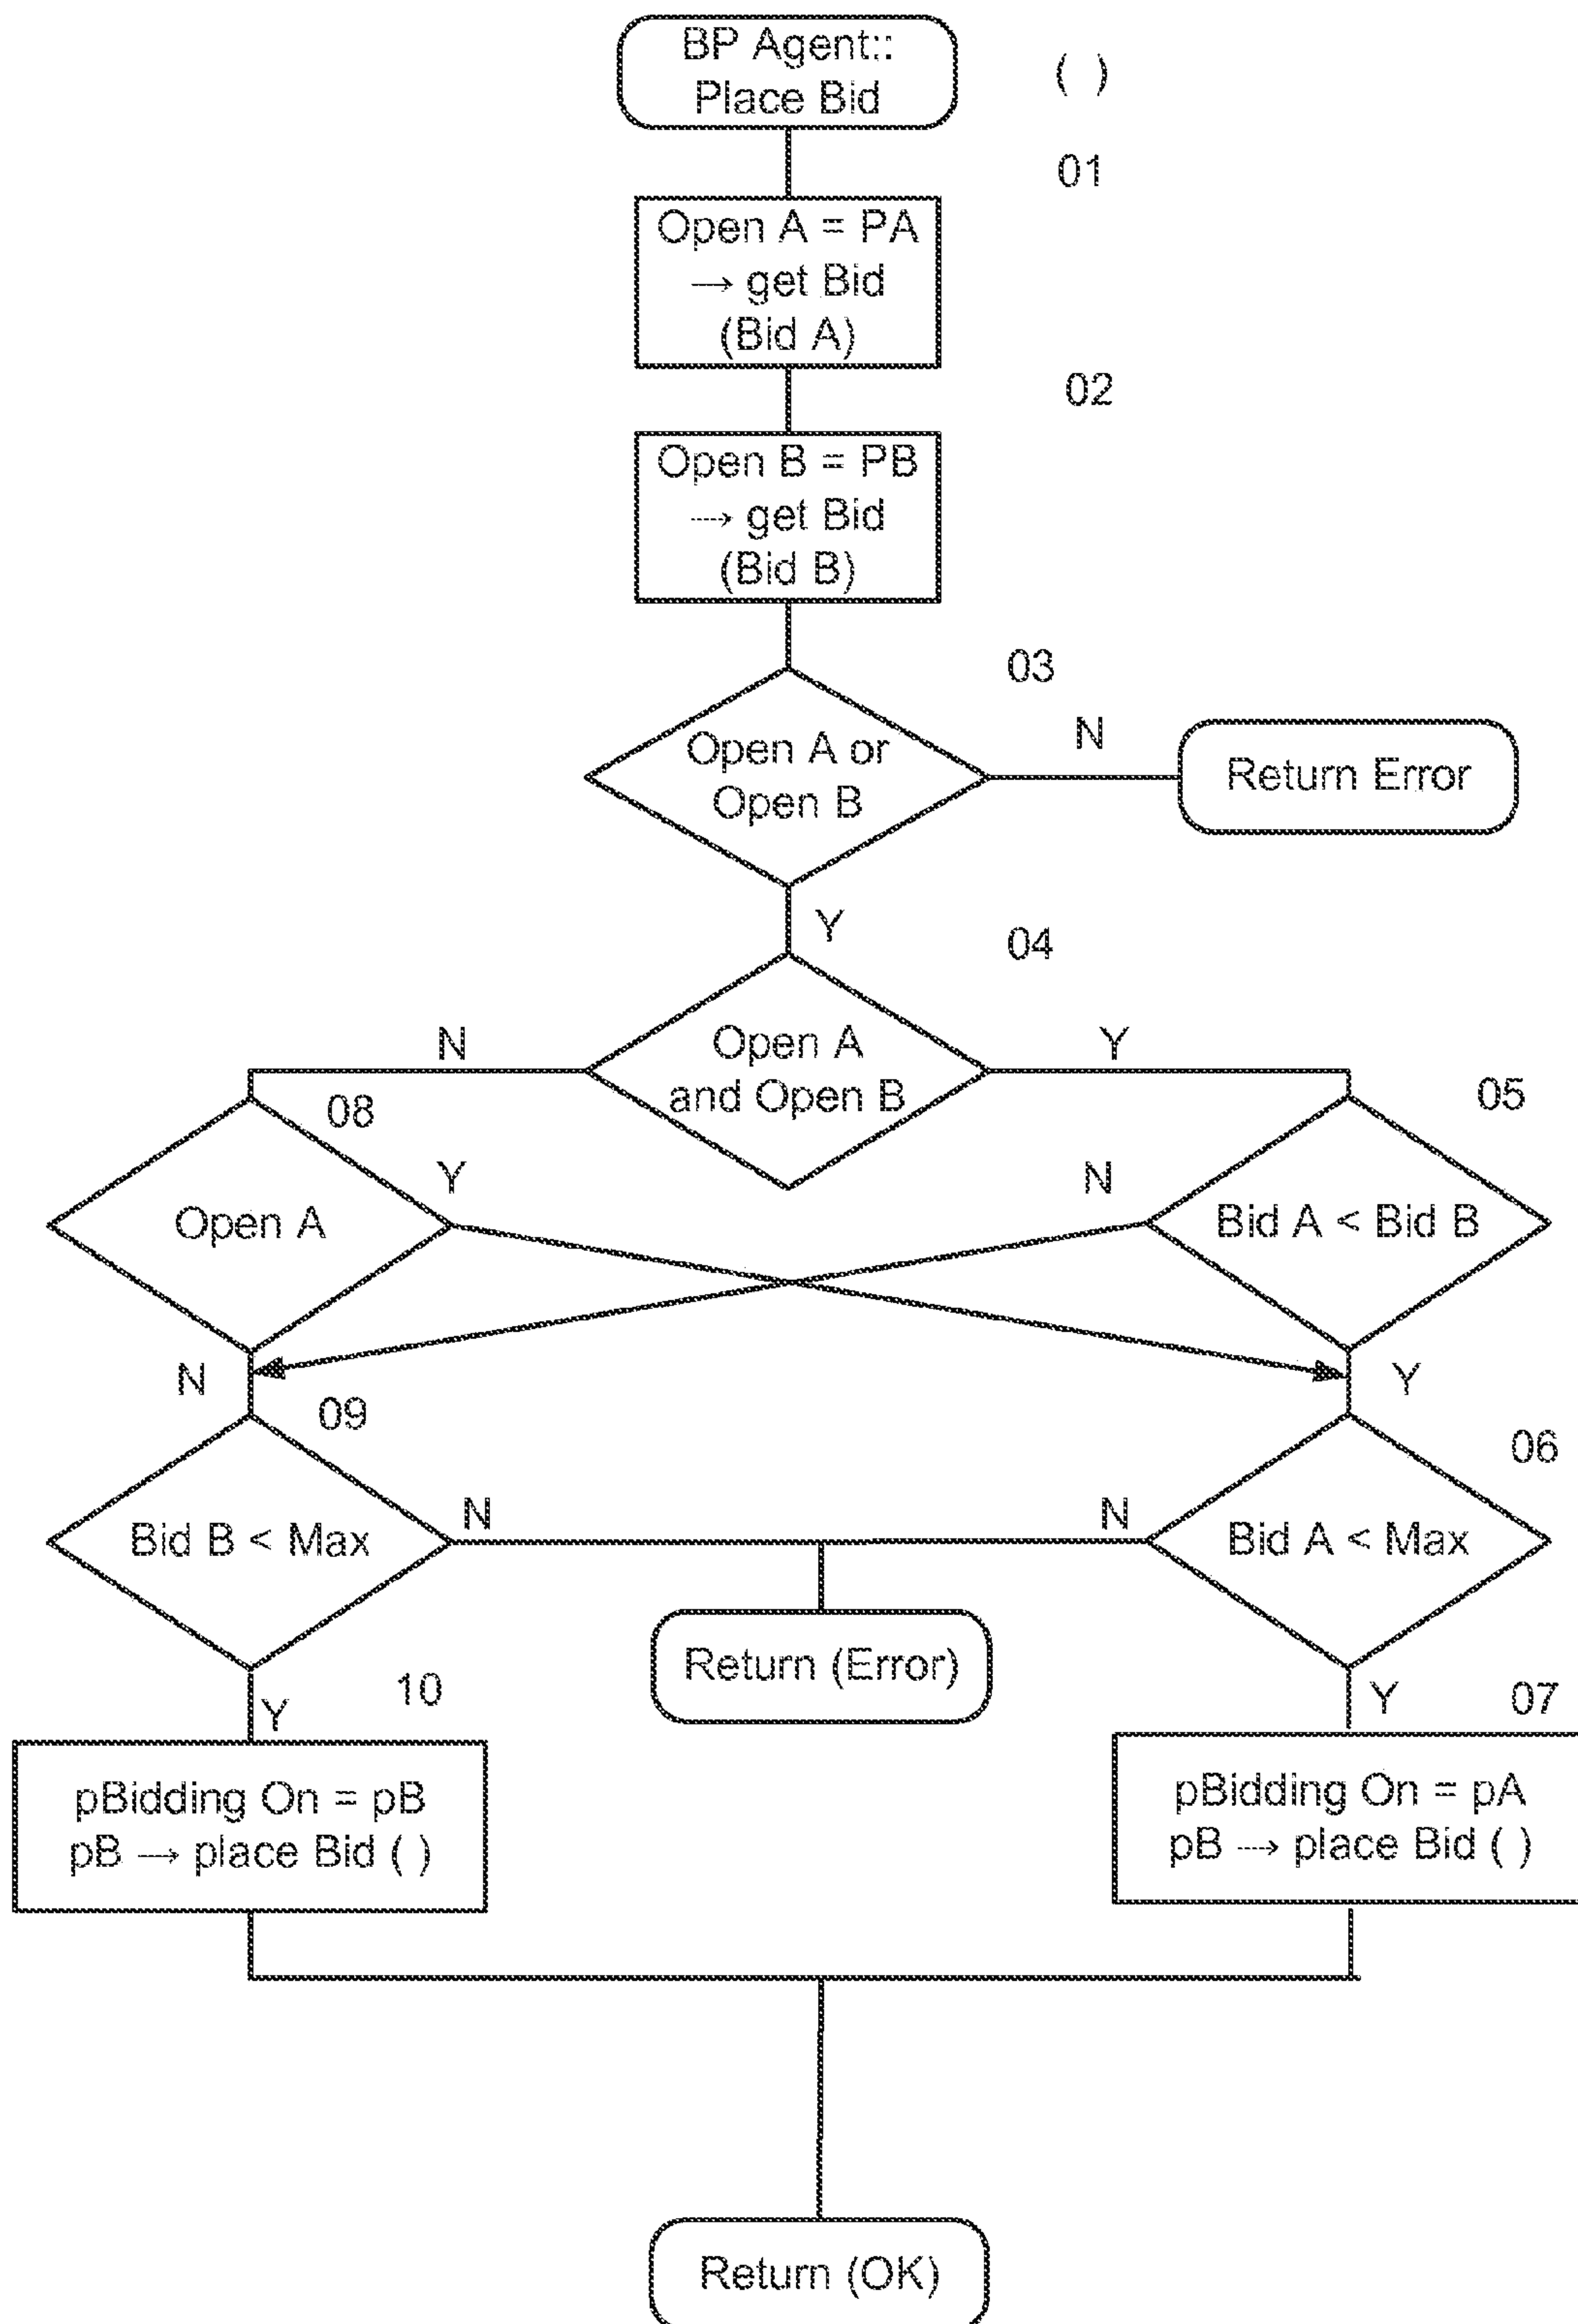 BP Agent::
Place Bid
( )
01
Open A = PA
→ get Bid
(Bid A)
02
Open B = PB
→ get Bid
(Bid B)
03
Open A or
Open B
N
Return Error
Y
04
Open A
and Open B
N
Y
08
05
Open A
Y
N
Bid A < Bid B
N
Y
09
06
Bid B < Max
N
N
Bid A < Max
Return (Error)
Y
10
Y
07
pBidding On = pB
pB → place Bid ( )
pBidding On = pA
pB → place Bid ( )
Return (OK)